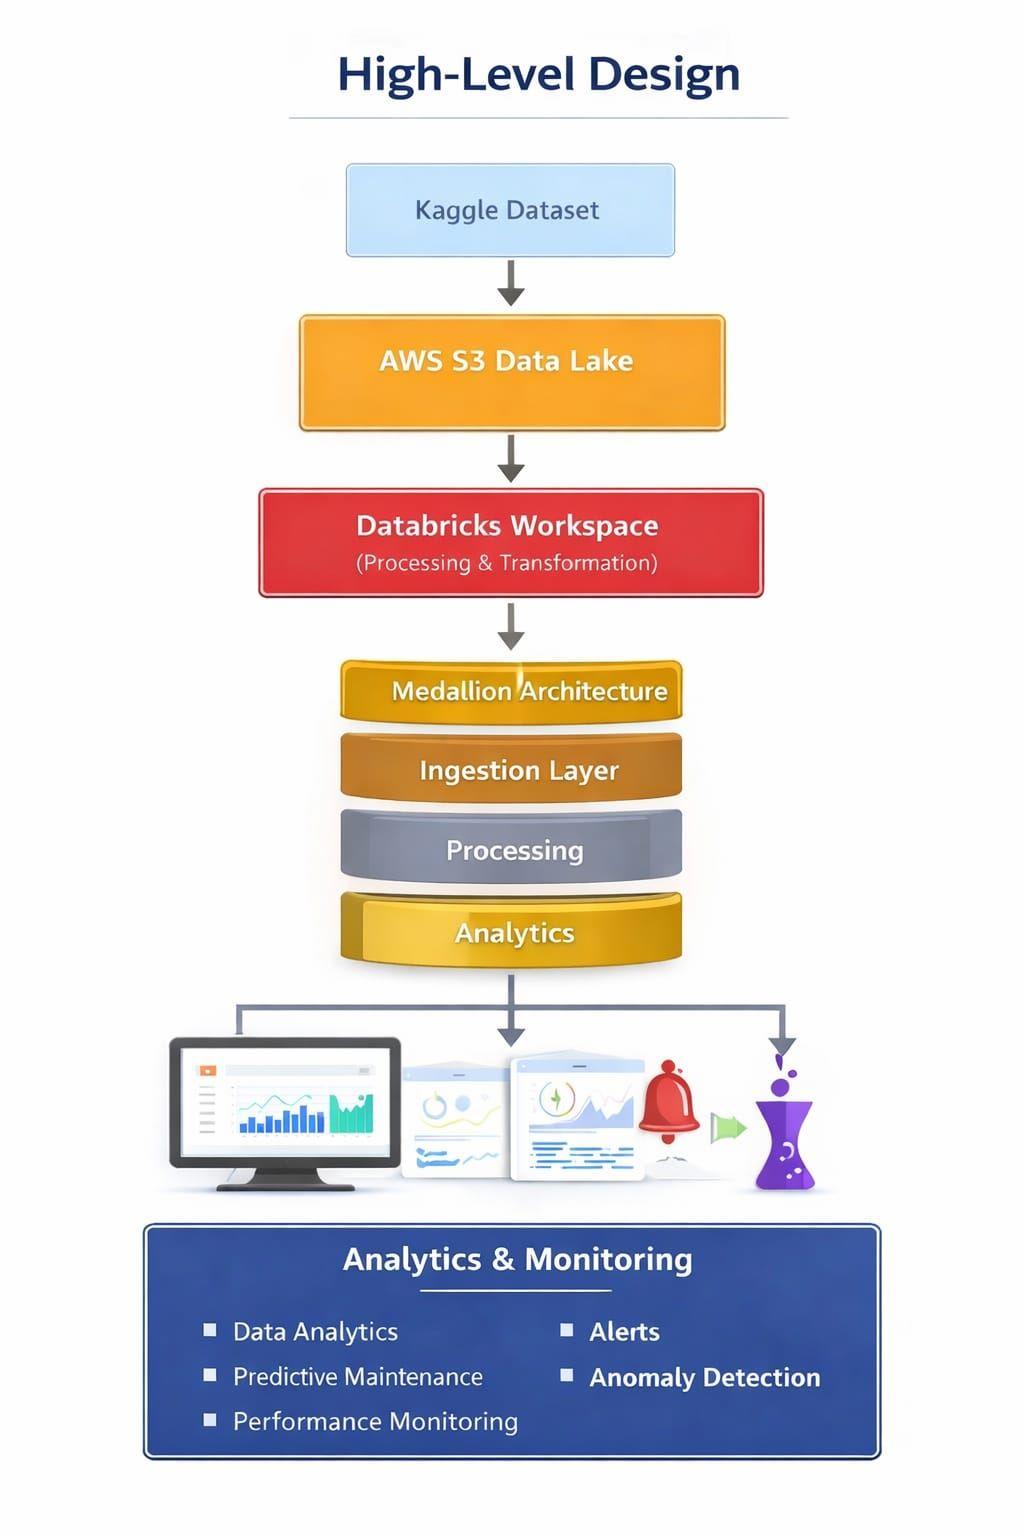 High-Level Design
Kaggle Dataset
AWS S3 Data Lake
Databricks Workspace
(Processing & Transformation)
Medallion Architecture
Ingestion Layer
Processing
Analytics
Analytics & Monitoring
Data Analytics
Predictive Maintenance
Performance Monitoring
Alerts
Anomaly Detection